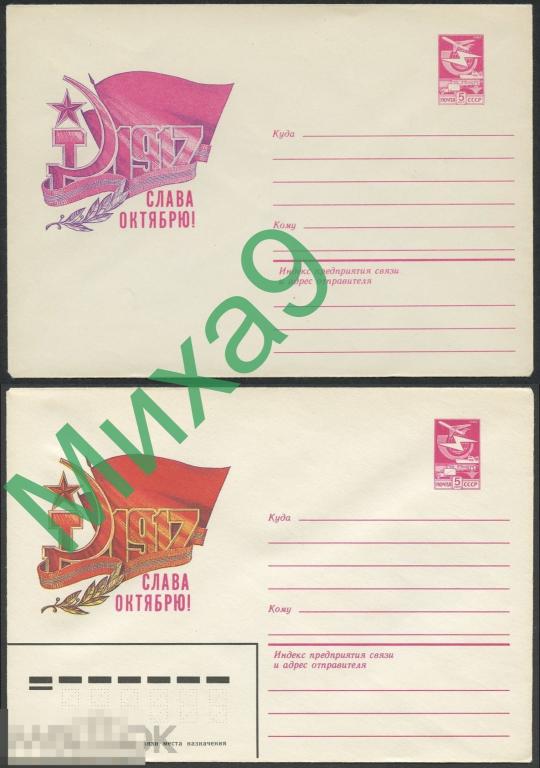 ПОЧТА 5 СССР
1917
СЛАВА
ОКТЯБРЮ!
Куда
Кому
Индекс предприятия связи
и адрес отправителя
Миха9
ПОЧТА 5 СССР
1917
СЛАВА
ОКТЯБРЮ!
Куда
Кому
Индекс предприятия связи
и адрес отправителя
места назначения